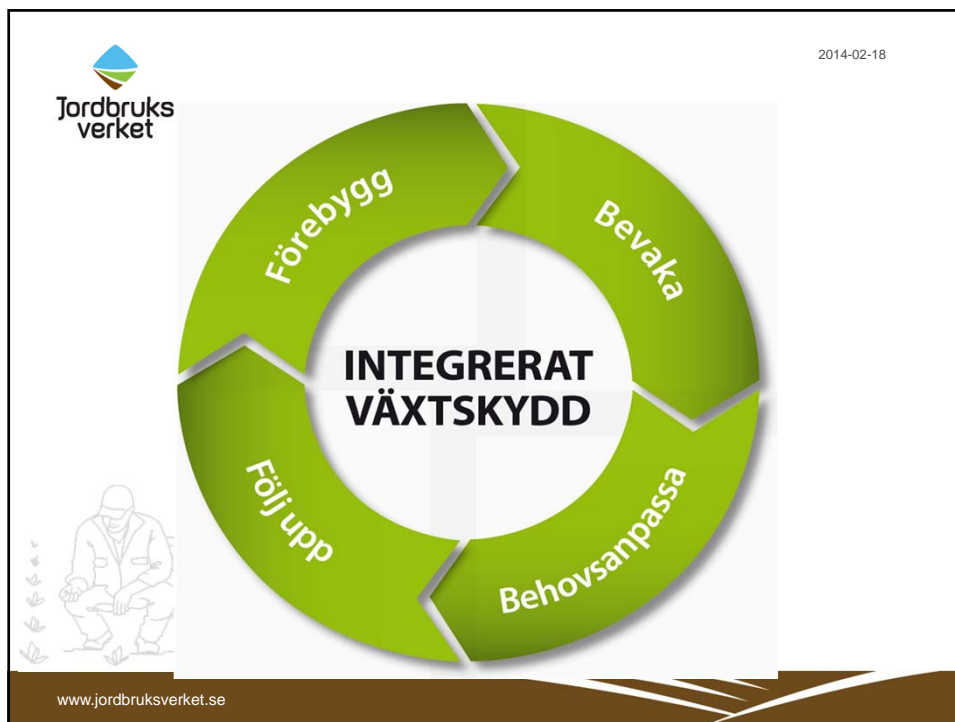 2014-02-18
Jordbruks
verket
Förebygg
Bevaka
INTEGRERAT
VÄXTSKYDD
Följ upp
Behovsanpassa
www.jordbruksverket.se